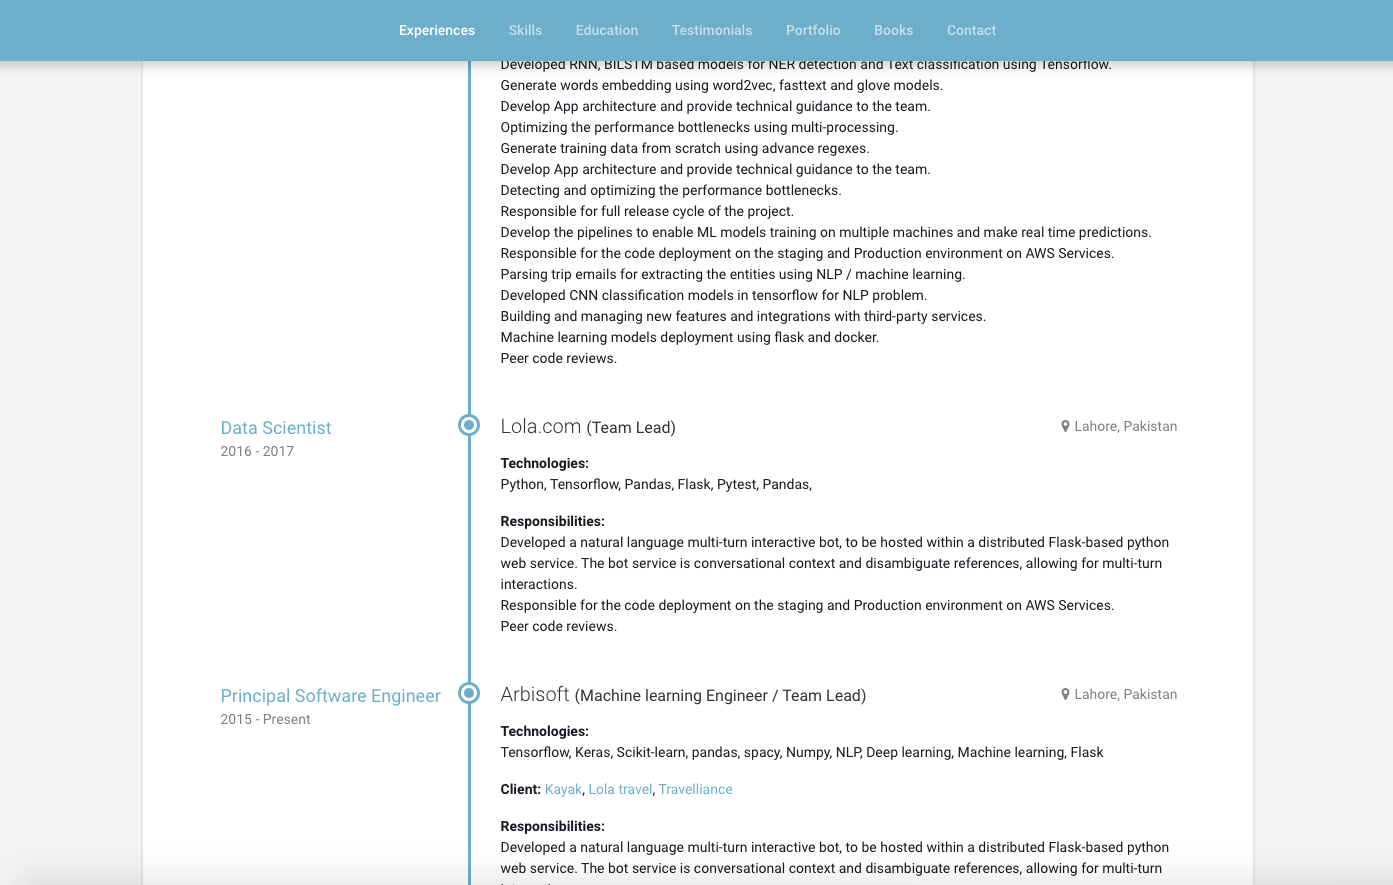 Experiences Skills Education Testimonials Portfolio Books Contact
Developed RNN, BILSTM based models for NER detection and Text classification using Tensorflow.
Generate words embedding using word2vec, fasttext and glove models.
Develop App architecture and provide technical guidance to the team.
Optimizing the performance bottlenecks using multi-processing.
Generate training data from scratch using advance regexes.
Develop App architecture and provide technical guidance to the team.
Detecting and optimizing the performance bottlenecks.
Responsible for full release cycle of the project.
Develop the pipelines to enable ML models training on multiple machines and make real time predictions.
Responsible for the code deployment on the staging and Production environment on AWS Services.
Parsing trip emails for extracting the entities using NLP / machine learning.
Developed CNN classification models in tensorflow for NLP problem.
Building and managing new features and integrations with third-party services.
Machine learning models deployment using flask and docker.
Peer code reviews.
Data Scientist
2016 - 2017
Lola.com (Team Lead)
Lahore, Pakistan
Technologies:
Python, Tensorflow, Pandas, Flask, Pytest, Pandas,
Responsibilities:
Developed a natural language multi-turn interactive bot, to be hosted within a distributed Flask-based python
web service. The bot service is conversational context and disambiguate references, allowing for multi-turn
interactions.
Responsible for the code deployment on the staging and Production environment on AWS Services.
Peer code reviews.
Principal Software Engineer
2015 - Present
Arbisoft (Machine learning Engineer / Team Lead)
Lahore, Pakistan
Technologies:
Tensorflow, Keras, Scikit-learn, pandas, spacy, Numpy, NLP, Deep learning, Machine learning, Flask
Client: Kayak, Lola travel, Travelliance
Responsibilities:
Developed a natural language multi-turn interactive bot, to be hosted within a distributed Flask-based python
web service. The bot service is conversational context and disambiguate references, allowing for multi-turn